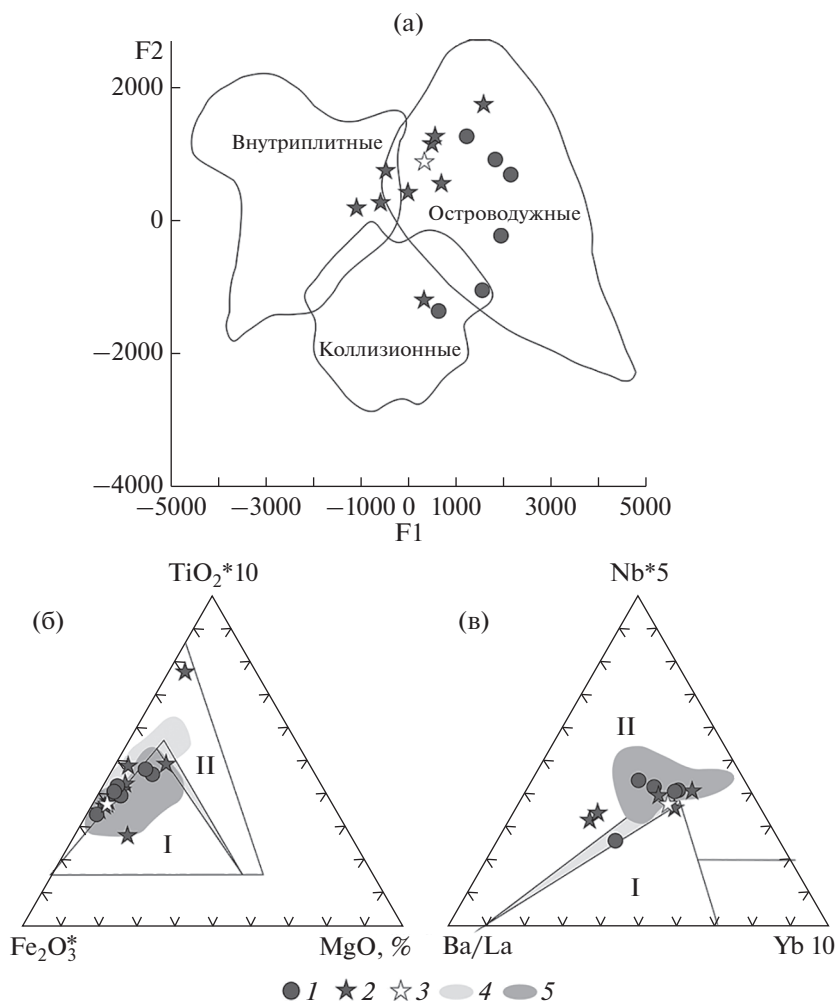 (а)
F2
2000
0
−2000
−4000
Внутриплитные
Островодужные
Коллизионные
−5000 −3000 −1000 0 1000 3000 5000
F1
(б)
TiO2*10
II
I
Fe2O3* MgO, %
(в)
Nb*5
II
I
Ba/La Yb 10
1 2 3 4 5